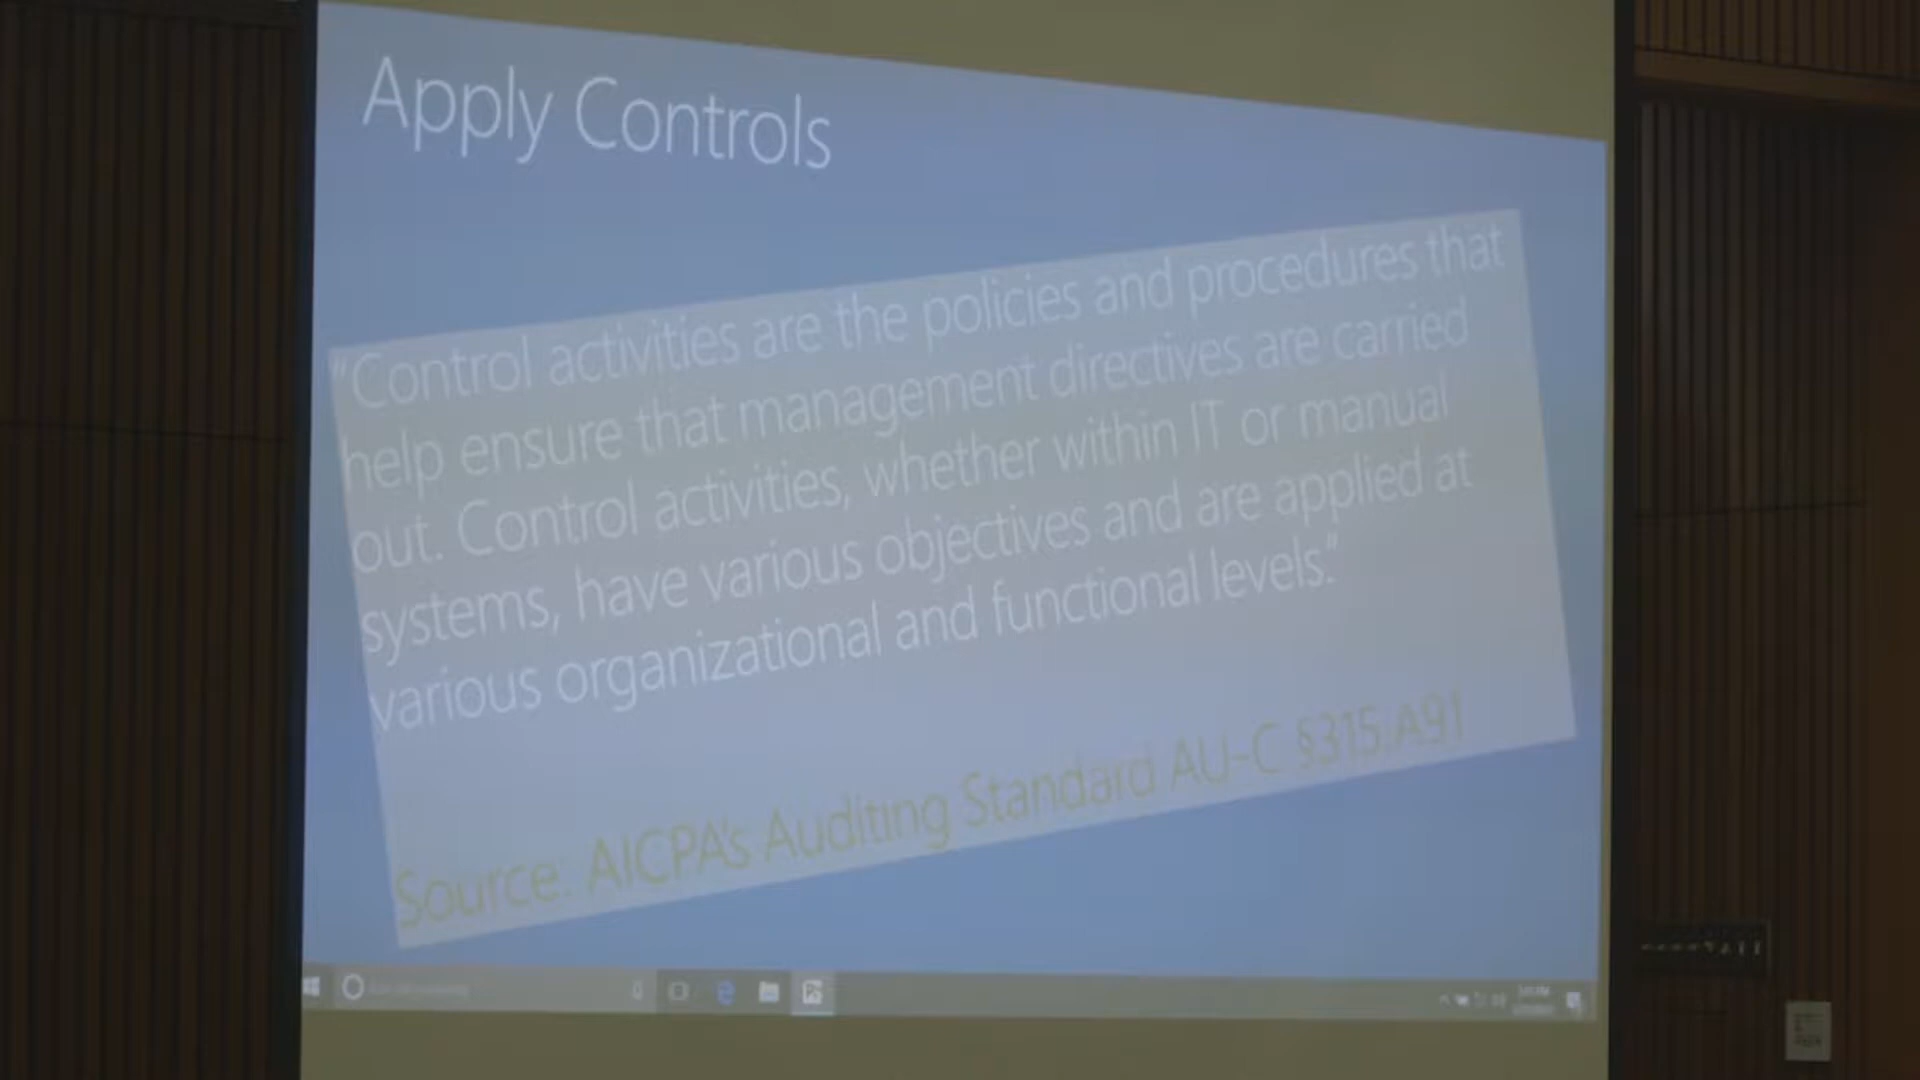 Apply Controls
"Control activities are the policies and procedures that
help ensure that management directives are carried
out. Control activities, whether within IT or manual
systems, have various objectives and are applied at
various organizational and functional levels."
Source: AICPA's Auditing Standard AU-C §315.A91